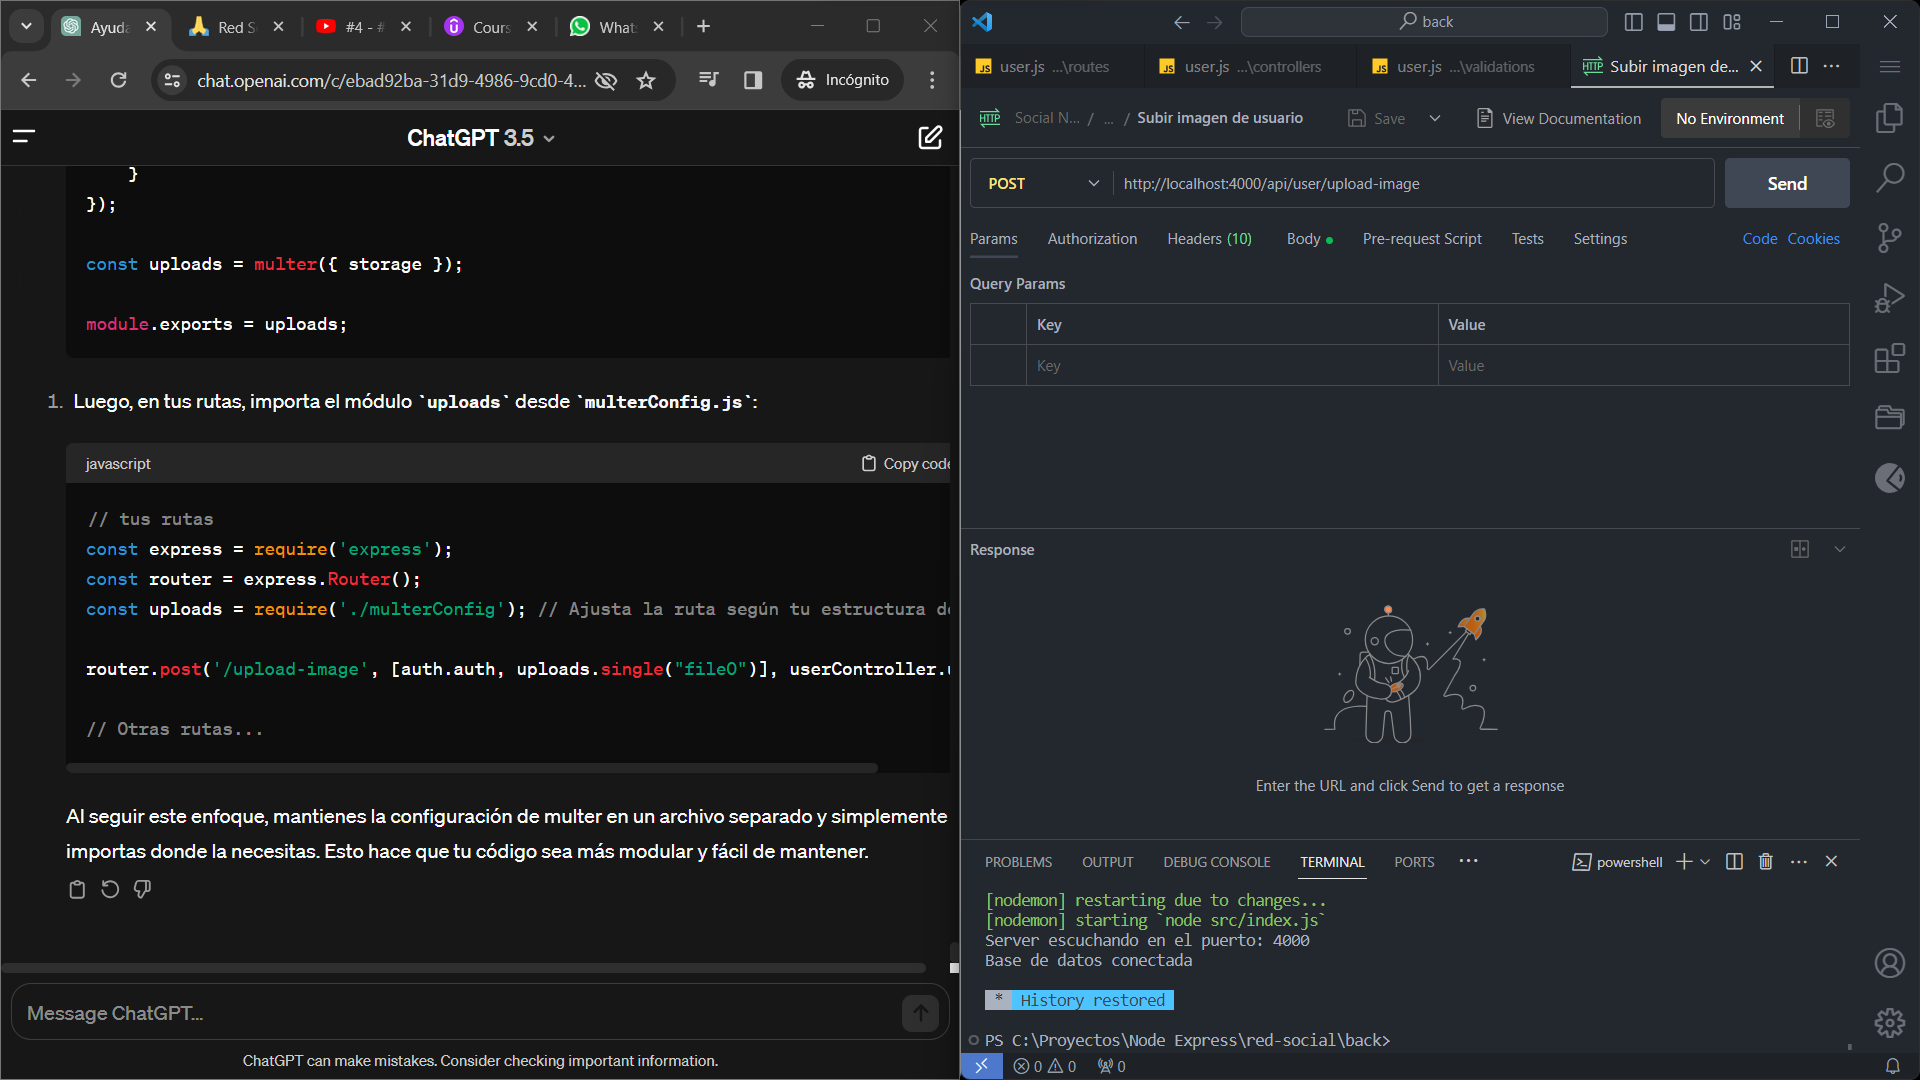 Ayuda
Red S
#4 - #
Cours
What
chat.openai.com/c/ebad92ba-31d9-4986-9cd0-4...
Incógnito
ChatGPT 3.5
}
});
const uploads = multer({ storage });
module.exports = uploads;
1. Luego, en tus rutas, importa el módulo `uploads` desde `multerConfig.js`:
javascript
Copy code
// tus rutas
const express = require('express');
const router = express.Router();
const uploads = require('./multerConfig'); // Ajusta la ruta según tu estructura de
router.post('/upload-image', [auth.auth, uploads.single("file0")], userController.u
// Otras rutas...
Al seguir este enfoque, mantienes la configuración de multer en un archivo separado y simplemente
importas donde la necesitas. Esto hace que tu código sea más modular y fácil de mantener.
Message ChatGPT...
ChatGPT can make mistakes. Consider checking important information.
back
JS user.js ...\routes
JS user.js ...\controllers
JS user.js ...\validations
HTTP Subir imagen de...
HTTP Social N... / ... / Subir imagen de usuario
Save
View Documentation
No Environment
POST
http://localhost:4000/api/user/upload-image
Send
Params
Authorization
Headers (10)
Body
Pre-request Script
Tests
Settings
Code
Cookies
Query Params
Key
Value
Key
Value
Response
Enter the URL and click Send to get a response
PROBLEMS
OUTPUT
DEBUG CONSOLE
TERMINAL
PORTS
powershell
[nodemon] restarting due to changes...
[nodemon] starting `node src/index.js`
Server escuchando en el puerto: 4000
Base de datos conectada
* History restored
PS C:\Proyectos\Node Express\red-social\back>
0 0 0